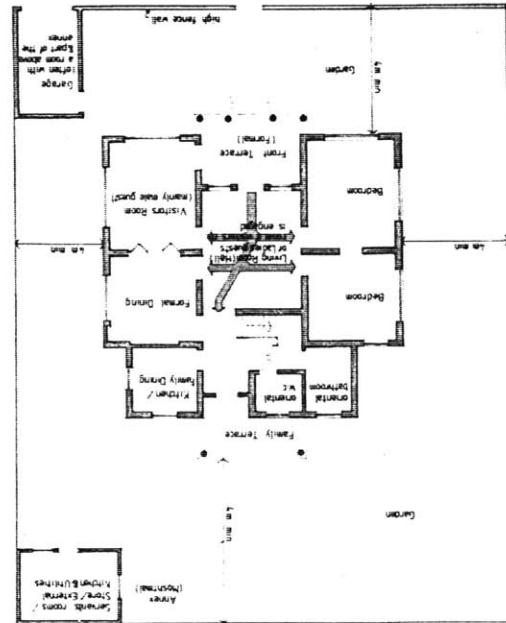 Servants rooms /
Store/External
Kitchen & Utilities
Annex
Garden
4m min
Family Terrace
oriental
bathroom
oriental
w.c
Kitchen /
Family Dining
Bedroom
Formal Dining
4m min
4m min
Living Room(Hall)
of Ladies guests
is engaged
Bedroom
Visitors Room
(mainly male guest)
Front Terrace
(Formal)
4m min
Garden
Garage
(often with
a room above
&part of the
annex
high fence wall